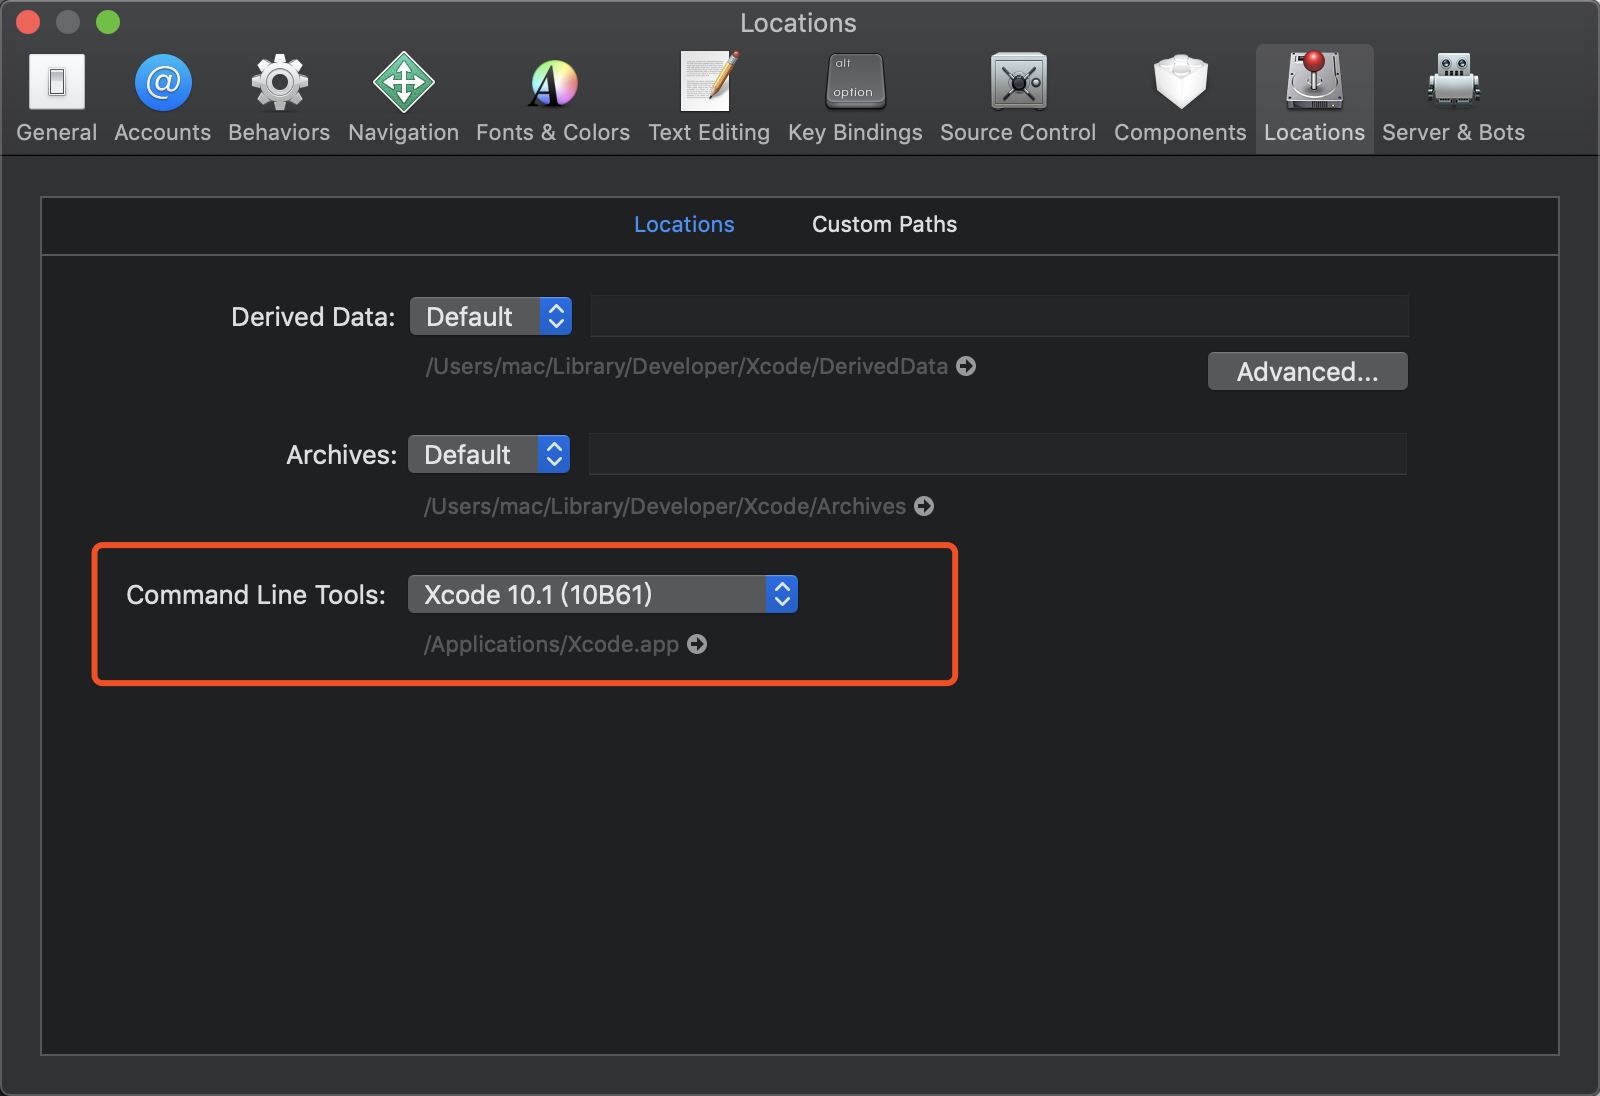 Locations
alt
option
General
Accounts
Behaviors
Navigation
Fonts & Colors
Text Editing
Key Bindings
Source Control
Components
Locations
Server & Bots
Locations
Custom Paths
Derived Data: Default
/Users/mac/Library/Developer/Xcode/DerivedData
Advanced...
Archives: Default
/Users/mac/Library/Developer/Xcode/Archives
Command Line Tools: Xcode 10.1 (10B61)
/Applications/Xcode.app